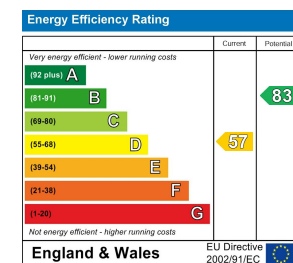 Energy Efficiency Rating
Current Potential
Very energy efficient - lower running costs
(92 plus) A
(81-91) B
83
(69-80) C
(55-68) D
57
(39-54) E
(21-38) F
(1-20) G
Not energy efficient - higher running costs
England & Wales
EU Directive
2002/91/EC